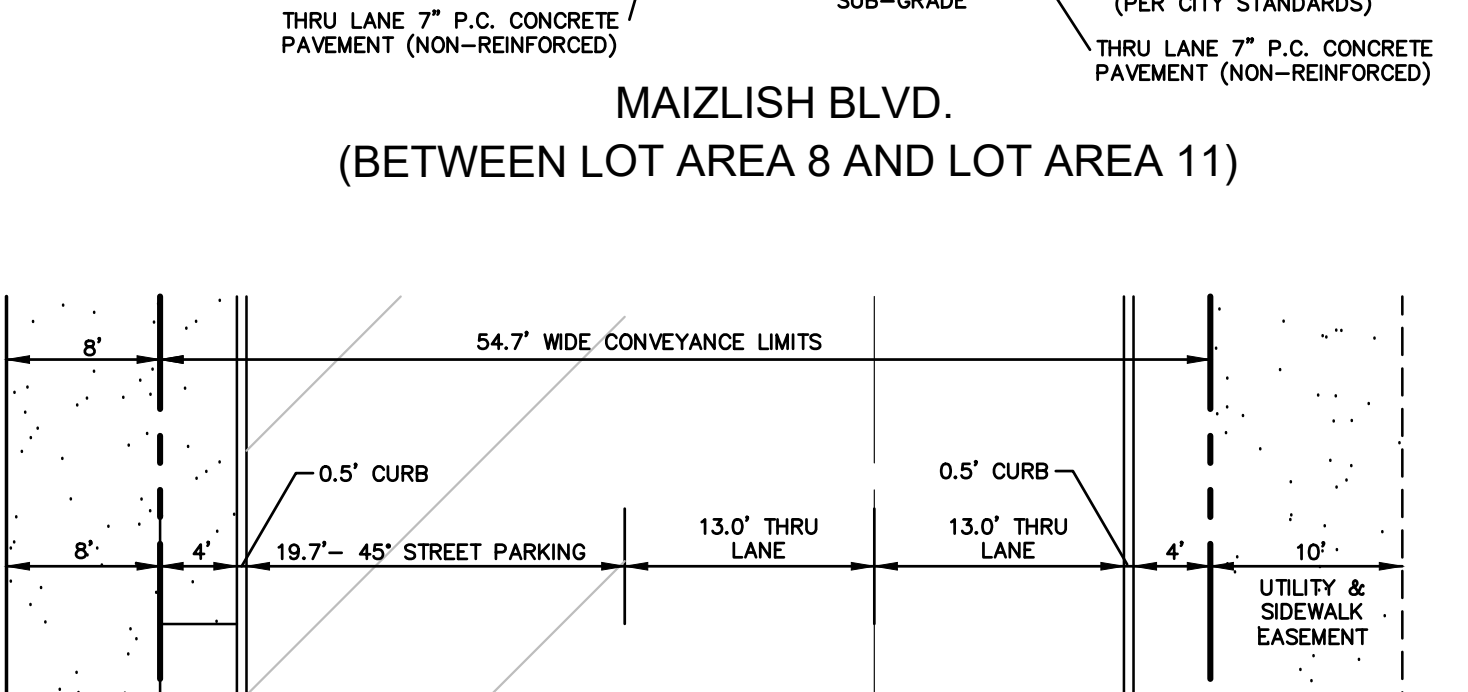 SUB-GRADE
(PER CITY STANDARDS)
THRU LANE 7” P.C. CONCRETE
PAVEMENT (NON-REINFORCED)
THRU LANE 7” P.C. CONCRETE
PAVEMENT (NON-REINFORCED)
MAIZLISH BLVD.
(BETWEEN LOT AREA 8 AND LOT AREA 11)
8’
54.7’ WIDE CONVEYANCE LIMITS
0.5’ CURB
0.5’ CURB
8’
4’
19.7’- 45° STREET PARKING
13.0’ THRU
LANE
13.0’ THRU
LANE
4’
10’
UTILITY &
SIDEWALK
EASEMENT